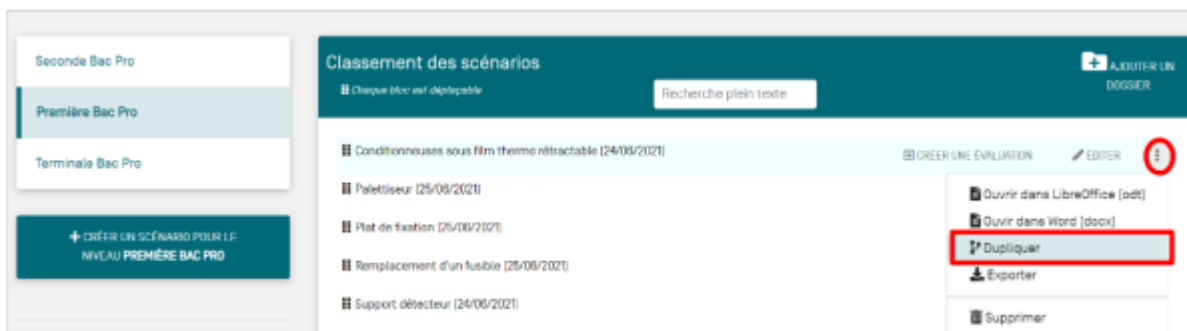 Seconde Bac Pro
Première Bac Pro
Terminale Bac Pro
+ CRÉER UN SCÉNARIO POUR LE
NIVEAU PREMIÈRE BAC PRO
Classement des scénarios
Chaque bloc est déplaçable
Recherche plein texte
AJOUTER UN
DOSSIER
Conditionneuses sous film thermo rétractable (24/06/2021)
CRÉER UNE ÉVALUATION
EDITER
Palettiseur (25/06/2021)
Plat de fixation (25/06/2021)
Remplacement d'un fusible (25/06/2021)
Support détecteur (24/06/2021)
Ouvrir dans LibreOffice (odt)
Ouvir dans Word (docx)
Dupliquer
Exporter
Supprimer